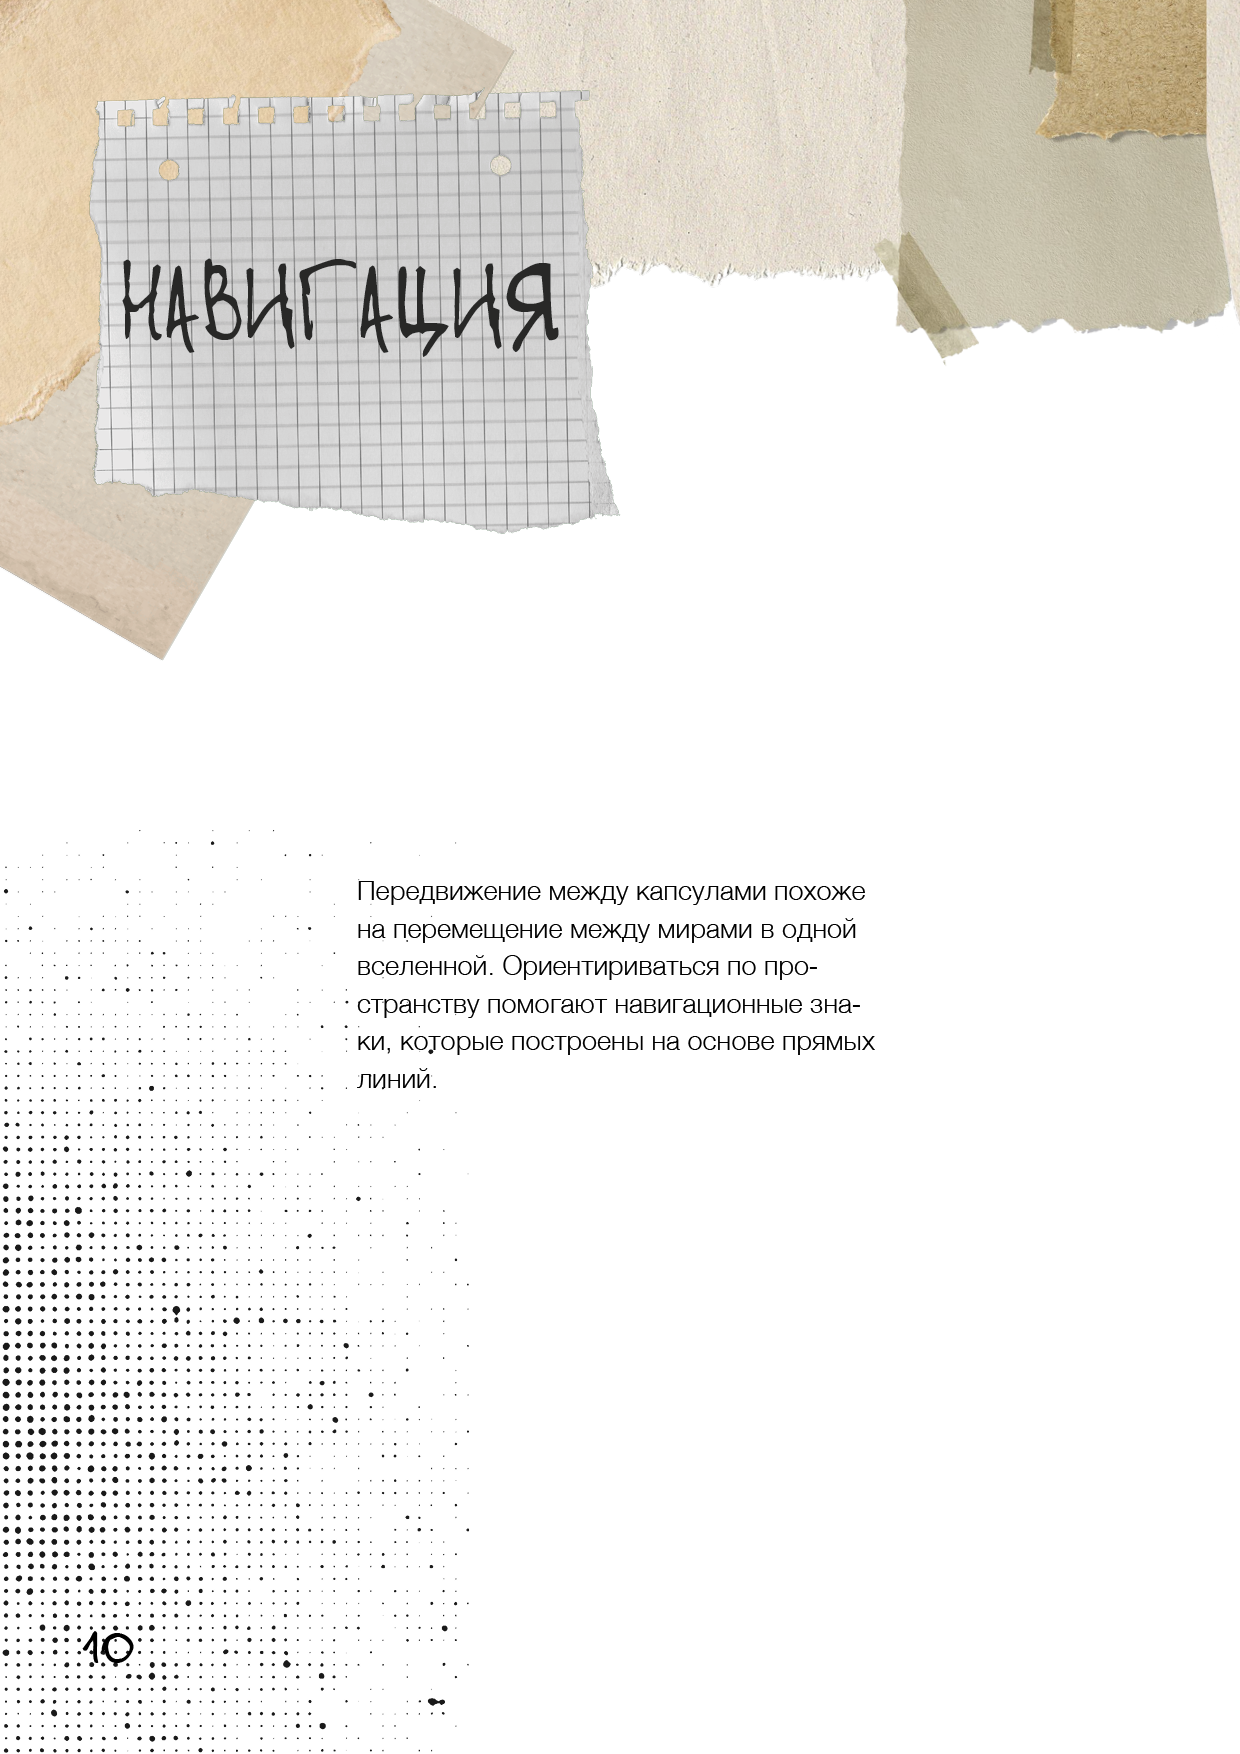 НАВИГАЦИЯ
Передвижение между капсулами похоже
на перемещение между мирами в одной
вселенной. Ориентириваться по про-
странству помогают навигационные зна-
ки, которые построены на основе прямых
линий.
10